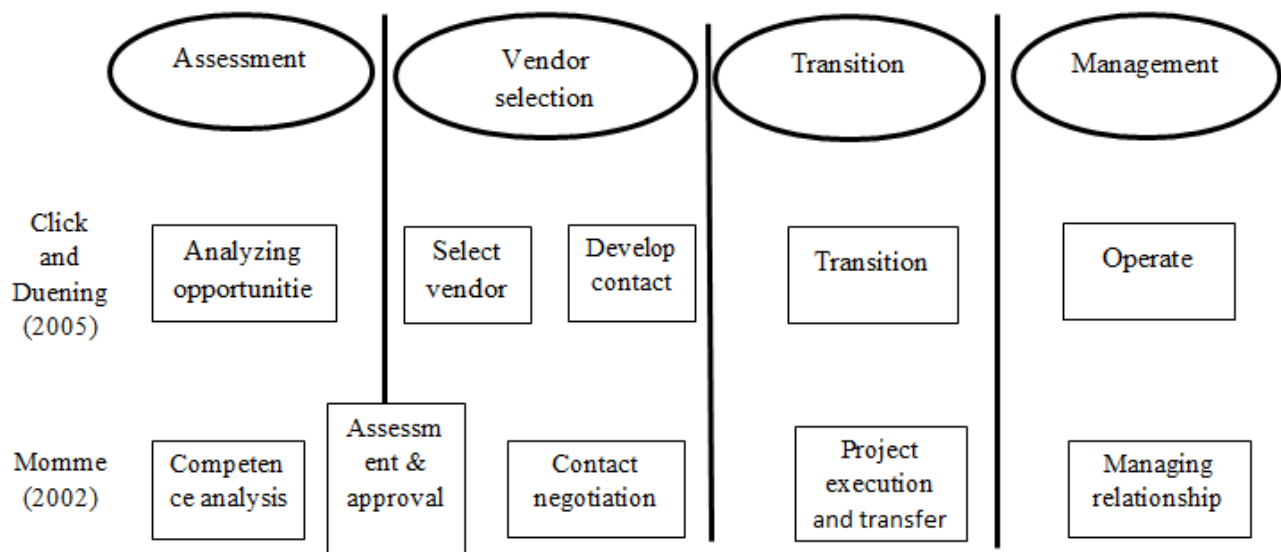 Assessment
Vendor
selection
Transition
Management
Click
and
Duening
(2005)
Analyzing
opportunitie
Select
vendor
Develop
contact
Transition
Operate
Momme
(2002)
Competen
ce analysis
Assessm
ent &
approval
Contact
negotiation
Project
execution
and transfer
Managing
relationship